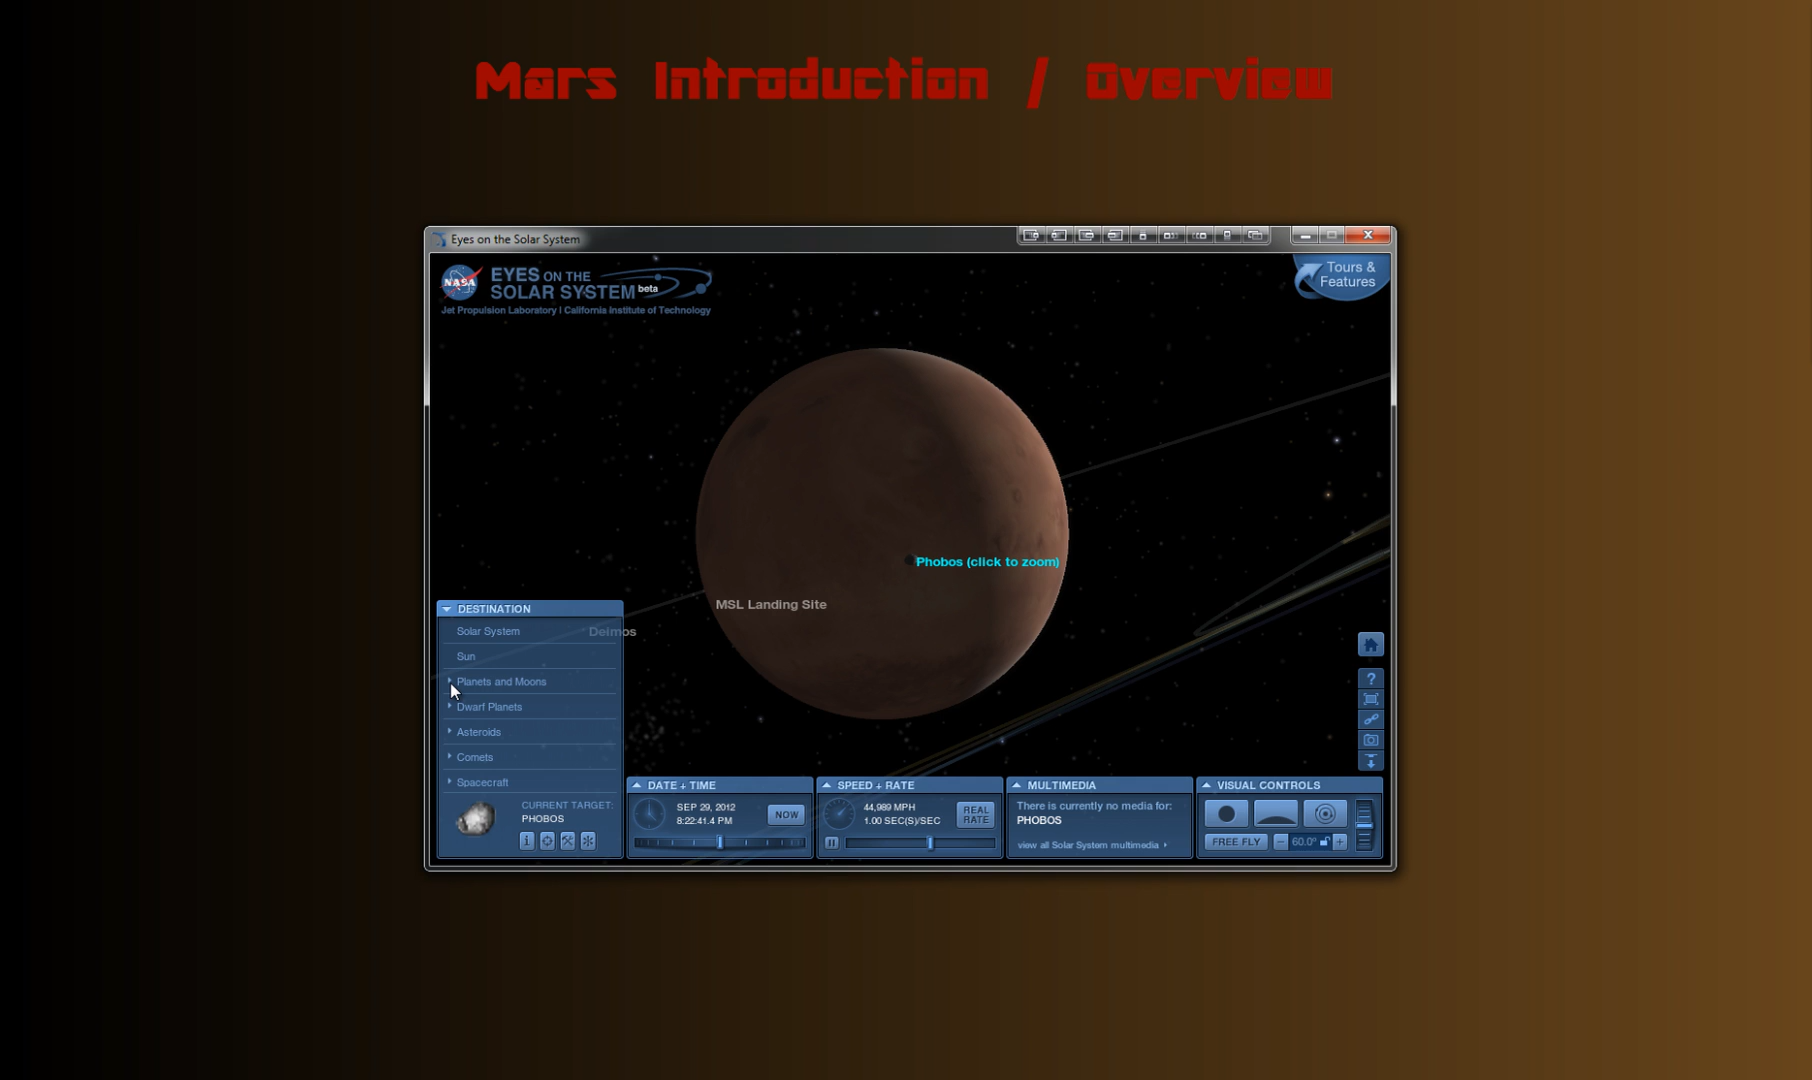 Mars Introduction / Overview
Eyes on the Solar System
NASA
EYES ON THE
SOLAR SYSTEM beta
Jet Propulsion Laboratory | California Institute of Technology
Tours &
Features
Phobos (click to zoom)
MSL Landing Site
Deimos
DESTINATION
Solar System
Sun
Planets and Moons
Dwarf Planets
Asteroids
Comets
Spacecraft
CURRENT TARGET:
PHOBOS
DATE + TIME
SEP 29, 2012
8:22:41.4 PM
NOW
SPEED + RATE
44,989 MPH
1.00 SEC(S)/SEC
REAL
RATE
MULTIMEDIA
There is currently no media for:
PHOBOS
view all Solar System multimedia
VISUAL CONTROLS
FREE FLY
60.0°